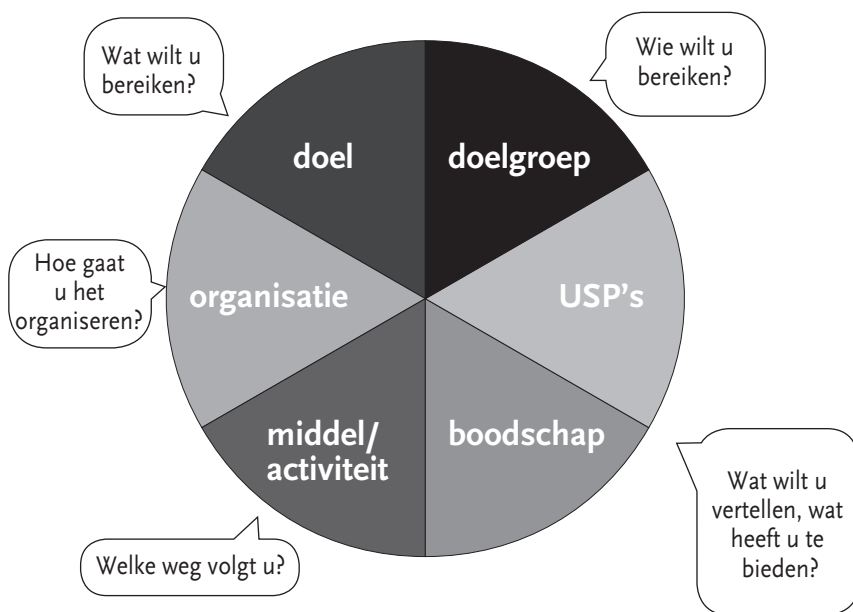 Wat wilt u
bereiken?
Wie wilt u
bereiken?
doel
doelgroep
Hoe gaat
u het
organiseren?
organisatie
USP's
middel/
activiteit
boodschap
Wat wilt u
vertellen, wat
heeft u te
bieden?
Welke weg volgt u?